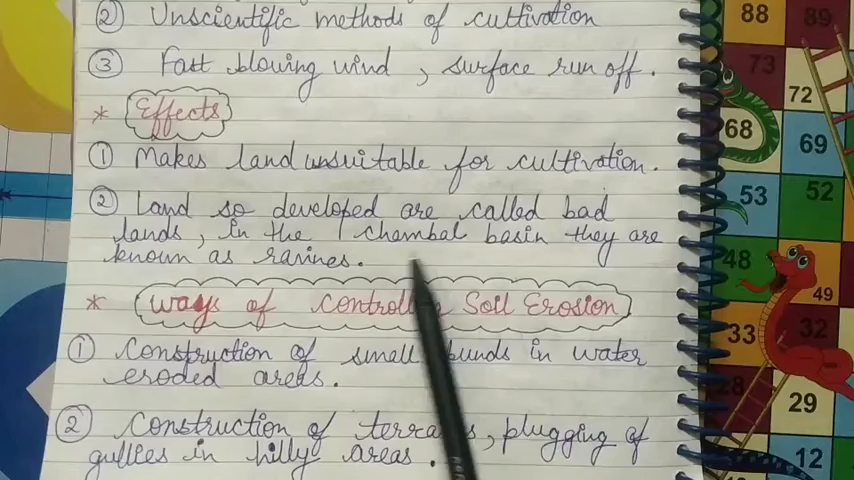 ② Unscientific methods of cultivation
③ Fast blowing wind, surface run off.
* Effects
① Makes land unsuitable for cultivation.
② Land so developed are called bad
lands, in the chambal basin they are
known as ravines.
* Ways of controlling Soil Erosion
① Construction of small bunds in water
eroded areas.
② Construction of terraces, plugging of
gullies in hilly areas.
88 89
73
72
68 69
53 52
48 49
33 32
28 29
12